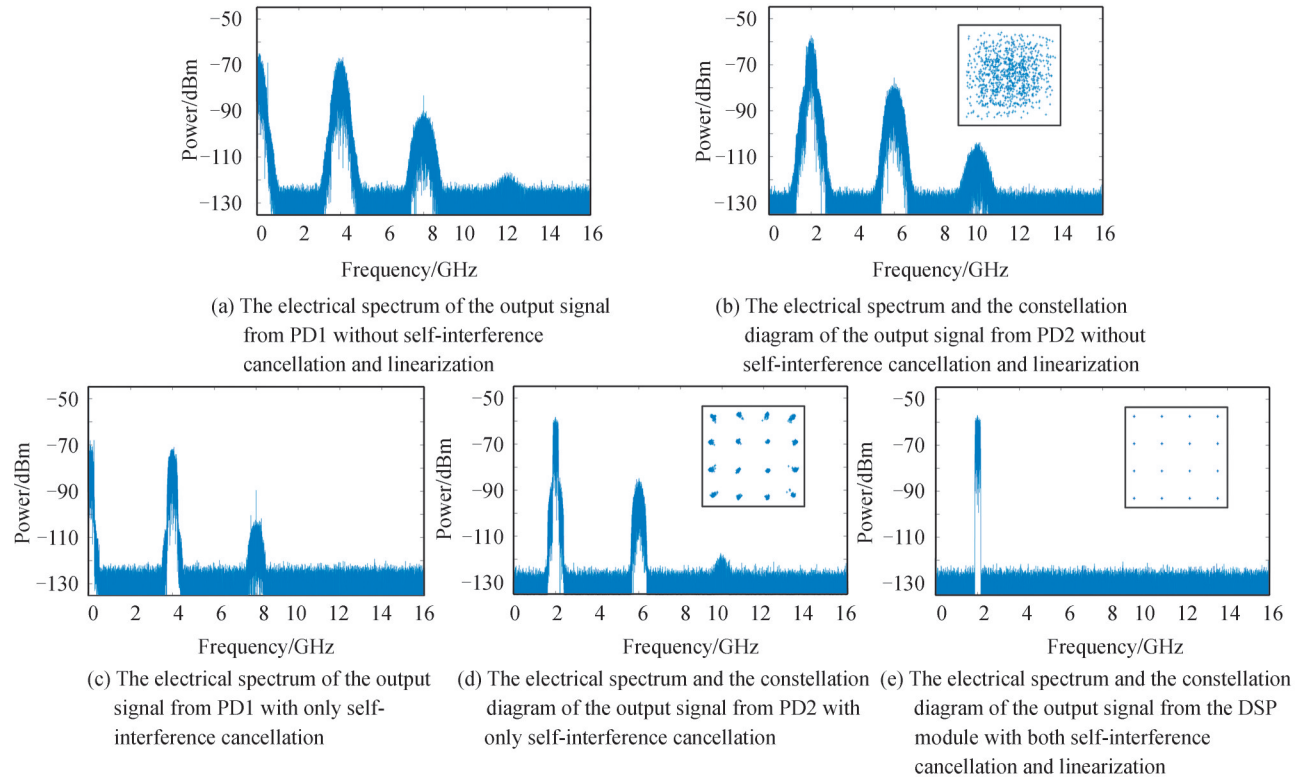 −50
−70
−90
−110
−130
Power/dBm
0 2 4 6 8 10 12 14 16
Frequency/GHz
(a) The electrical spectrum of the output signal
from PD1 without self-interference
cancellation and linearization
−50
−70
−90
−110
−130
Power/dBm
0 2 4 6 8 10 12 14 16
Frequency/GHz
(b) The electrical spectrum and the constellation
diagram of the output signal from PD2 without
self-interference cancellation and linearization
−50
−70
−90
−110
−130
Power/dBm
0 2 4 6 8 10 12 14 16
Frequency/GHz
(c) The electrical spectrum of the output
signal from PD1 with only self-
interference cancellation
−50
−70
−90
−110
−130
Power/dBm
0 2 4 6 8 10 12 14 16
Frequency/GHz
(d) The electrical spectrum and the constellation
diagram of the output signal from PD2 with
only self-interference cancellation
−50
−70
−90
−110
−130
Power/dBm
0 2 4 6 8 10 12 14 16
Frequency/GHz
(e) The electrical spectrum and the constellation
diagram of the output signal from the DSP
module with both self-interference
cancellation and linearization